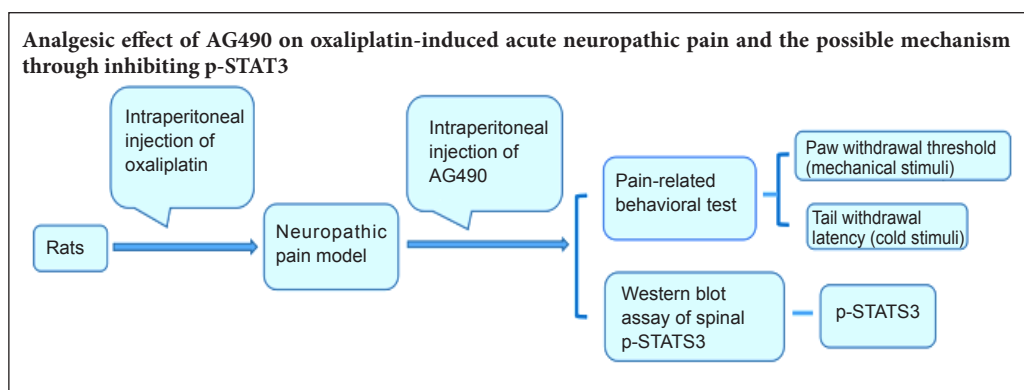 Analgesic effect of AG490 on oxaliplatin-induced acute neuropathic pain and the possible mechanism
through inhibiting p-STAT3
Intraperitoneal
injection of
oxaliplatin
Intraperitoneal
injection of
AG490
Rats
Neuropathic
pain model
Pain-related
behavioral test
Paw withdrawal threshold
(mechanical stimuli)
Tail withdrawal
latency (cold stimuli)
Western blot
assay of spinal
p-STATS3
p-STATS3